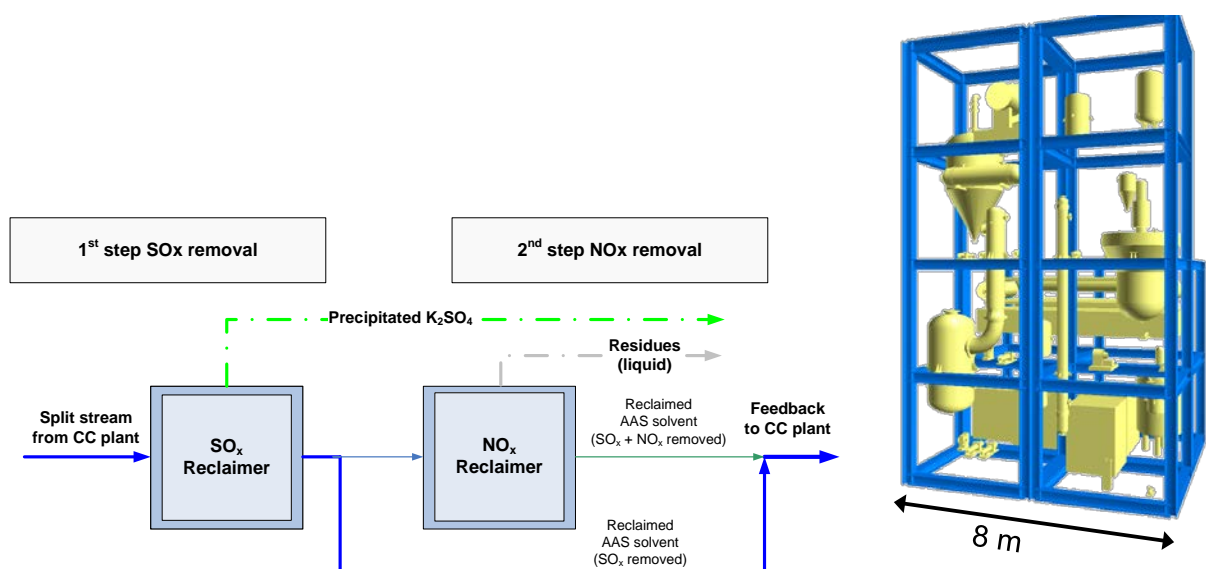 1st step SOx removal
2nd step NOx removal
Precipitated K2SO4
Residues
(liquid)
Split stream
from CC plant
SOx
Reclaimer
NOx
Reclaimer
Reclaimed
AAS solvent
(SOx + NOx removed)
Feedback
to CC plant
Reclaimed
AAS solvent
(SOx removed)
8 m